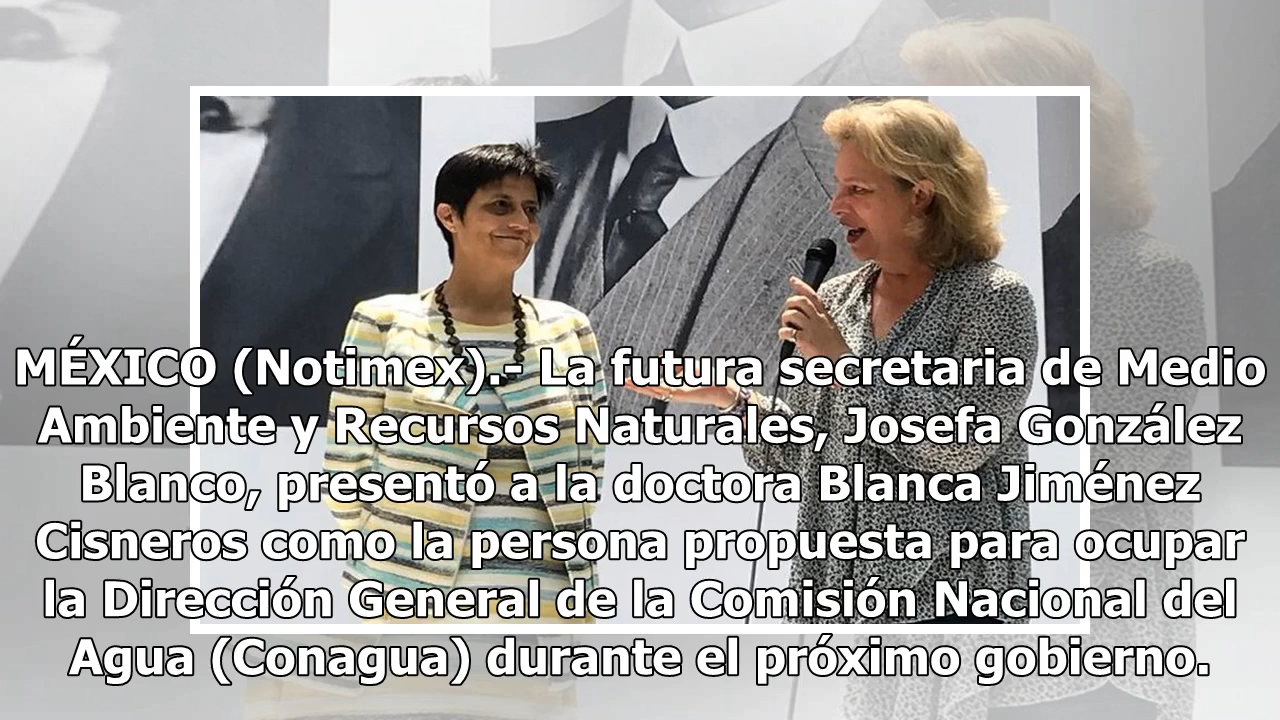 MÉXICO (Notimex).- La futura secretaria de Medio
Ambiente y Recursos Naturales, Josefa González
Blanco, presentó a la doctora Blanca Jiménez
Cisneros como la persona propuesta para ocupar
la Dirección General de la Comisión Nacional del
Agua (Conagua) durante el próximo gobierno.